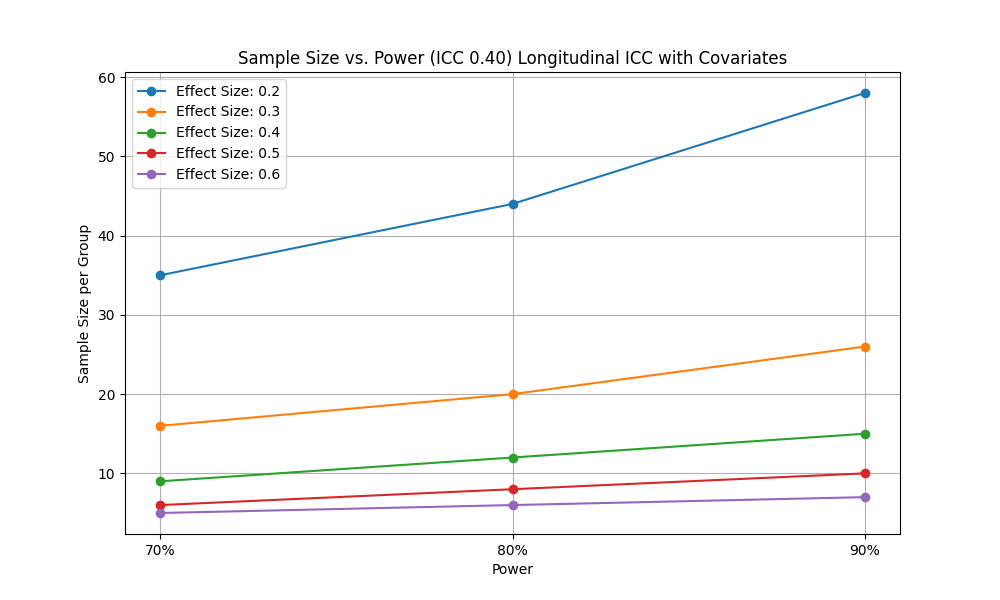 Sample Size vs. Power (ICC 0.40) Longitudinal ICC with Covariates
Effect Size: 0.2
Effect Size: 0.3
Effect Size: 0.4
Effect Size: 0.5
Effect Size: 0.6
Sample Size per Group
60
50
40
30
20
10
70%
80%
90%
Power